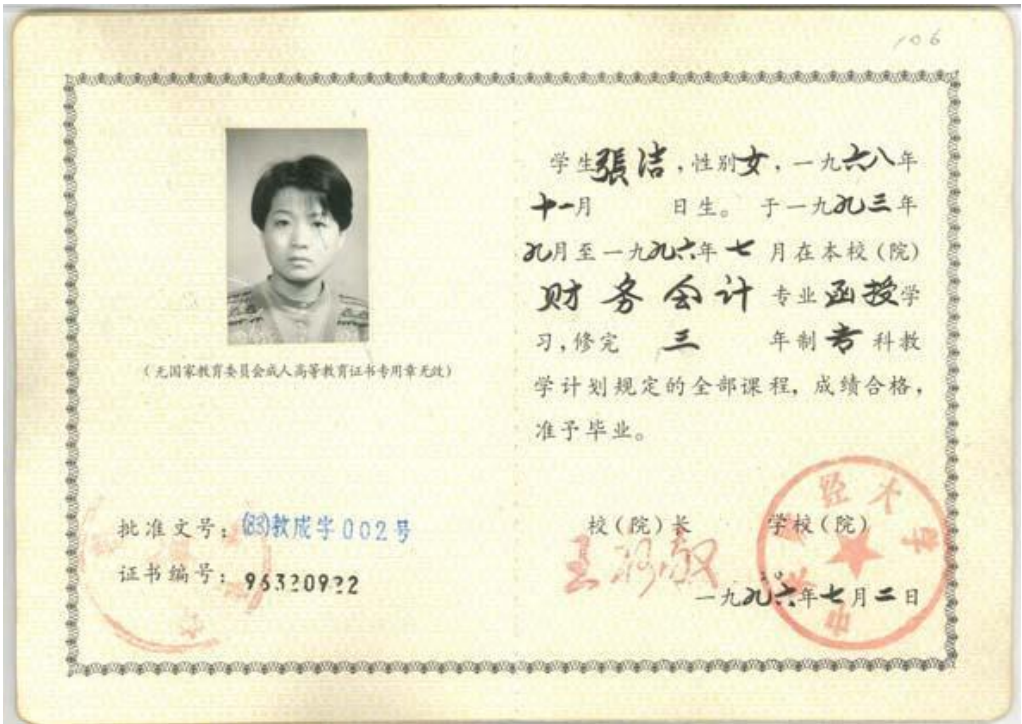 106
(无国家教育委员会成人高等教育证书专用章无效)
批准文号:(83)教成字002号
证书编号:96320922
学生張洁,性别女,一九六八年
十一月 日生。于一九九三年
九月至一九九六年七月在本校(院)
财务会计专业函授学
习,修完 三 年制专科教
学计划规定的全部课程,成绩合格,
准予毕业。
校(院)长 学校(院)
一九九六年七月二日